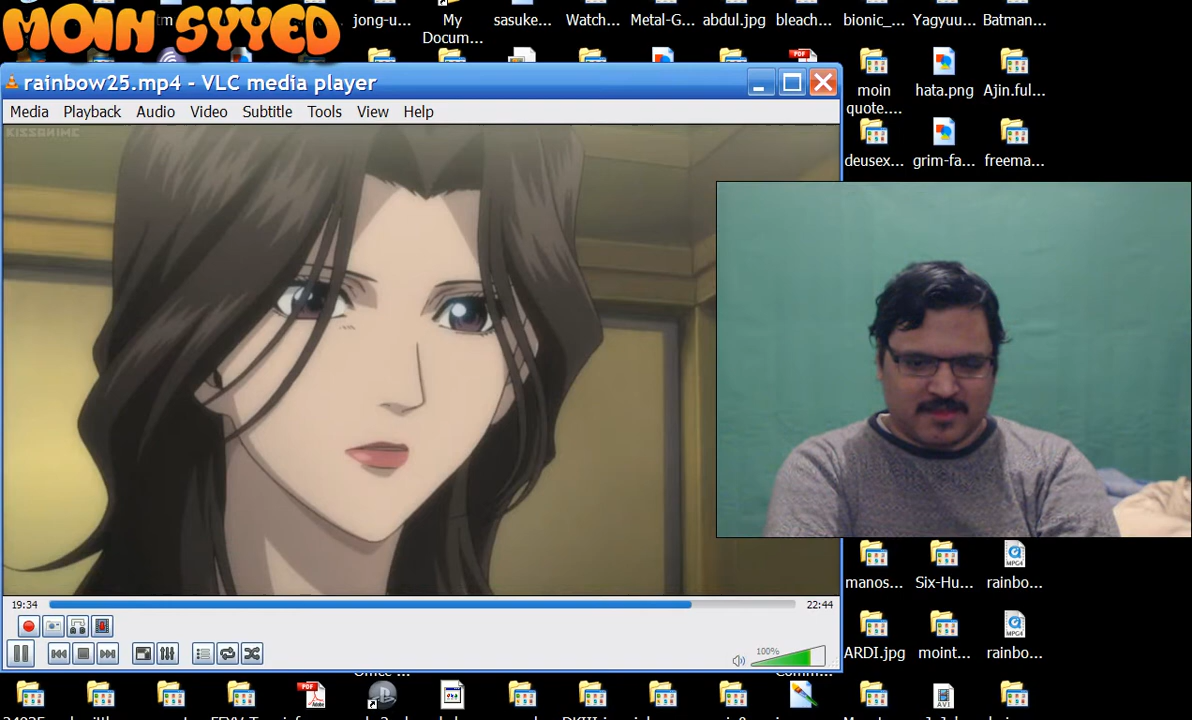 jong-u...
My
Docum...
sasuke...
Watch...
Metal-G...
abdul.jpg
bleach...
bionic_...
Yagyuu...
Batman...
MOIN SYYED
rainbow25.mp4 - VLC media player
Media Playback Audio Video Subtitle Tools View Help
KISSANIME
moin
quote....
hata.png
Ajin.ful...
deusex...
grim-fa...
freema...
19:34
22:44
100%
manos...
Six-Hu...
rainbo...
ARDI.jpg
moint...
rainbo...